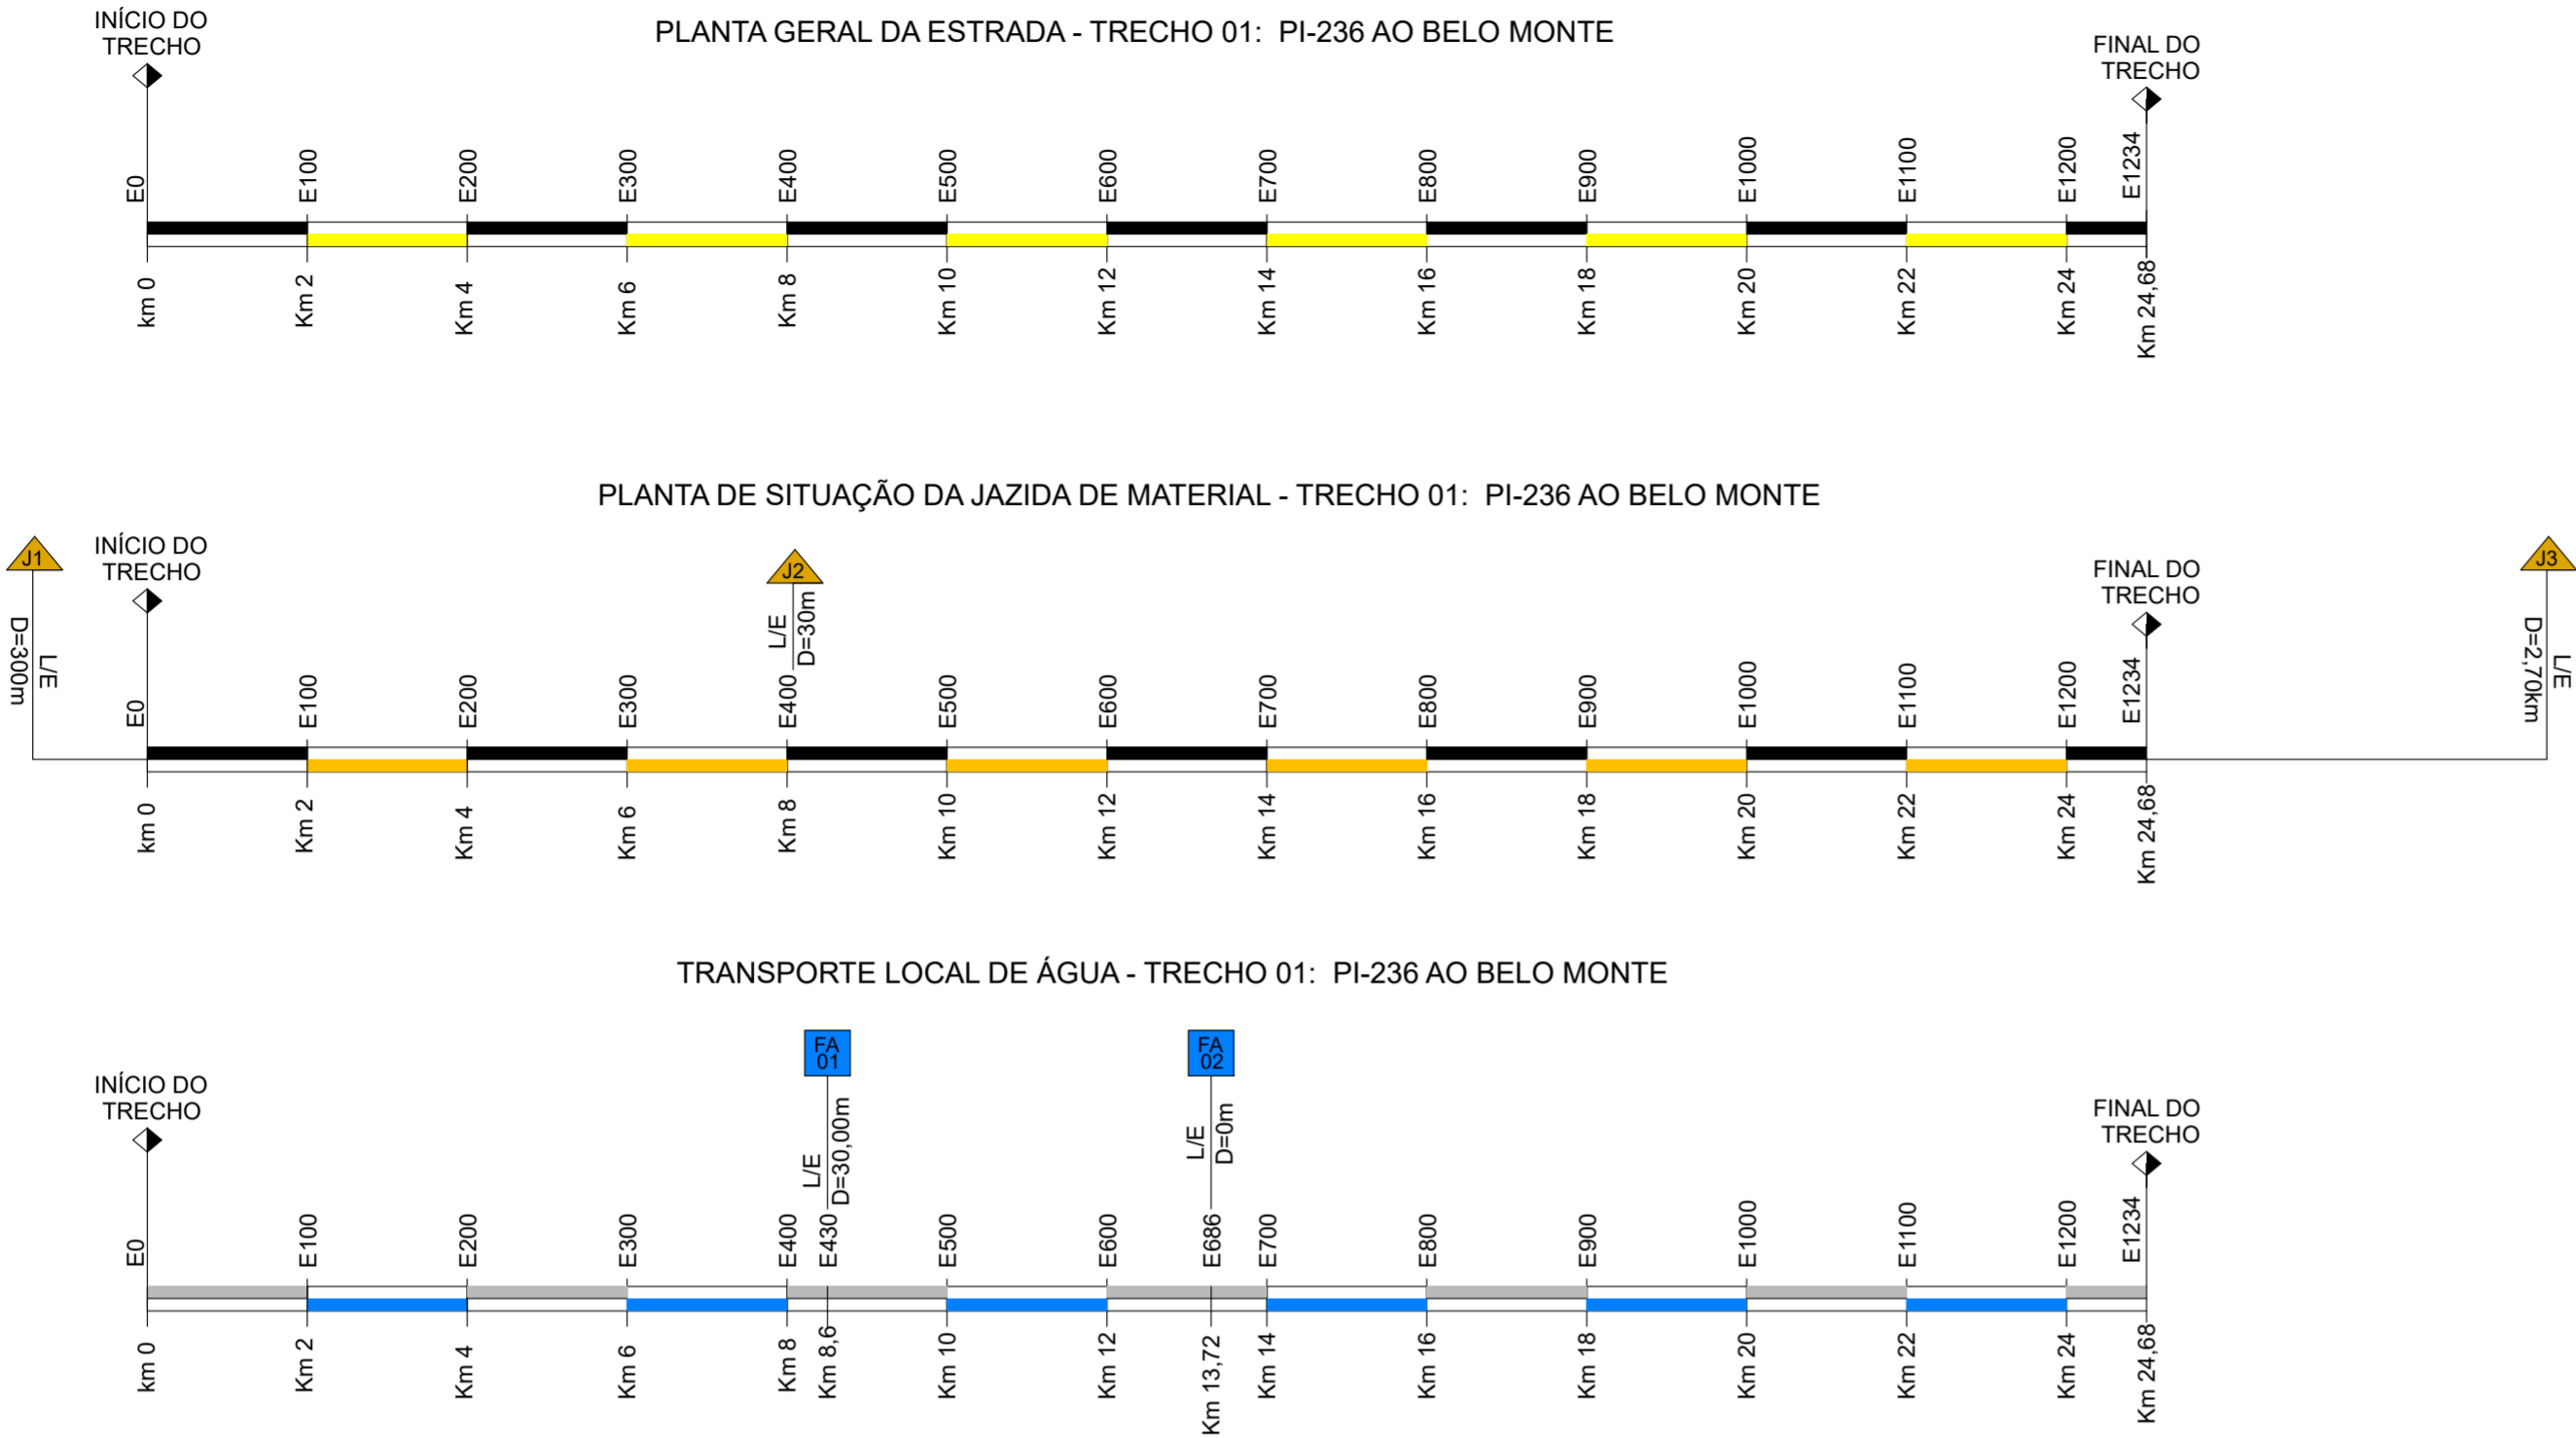 PLANTA GERAL DA ESTRADA - TRECHO 01:  PI-236 AO BELO MONTE
INÍCIO DO
TRECHO
FINAL DO
TRECHO
E0
E100
E200
E300
E400
E500
E600
E700
E800
E900
E1000
E1100
E1200
E1234
km 0
Km 2
Km 4
Km 6
Km 8
Km 10
Km 12
Km 14
Km 16
Km 18
Km 20
Km 22
Km 24
Km 24,68
PLANTA DE SITUAÇÃO DA JAZIDA DE MATERIAL - TRECHO 01:  PI-236 AO BELO MONTE
J1
L/E
D=300m
INÍCIO DO
TRECHO
J2
L/E
D=30m
FINAL DO
TRECHO
J3
L/E
D=2,70km
E0
E100
E200
E300
E400
E500
E600
E700
E800
E900
E1000
E1100
E1200
E1234
km 0
Km 2
Km 4
Km 6
Km 8
Km 10
Km 12
Km 14
Km 16
Km 18
Km 20
Km 22
Km 24
Km 24,68
TRANSPORTE LOCAL DE ÁGUA - TRECHO 01:  PI-236 AO BELO MONTE
INÍCIO DO
TRECHO
FA
01
L/E
D=30,00m
FA
02
L/E
D=0m
FINAL DO
TRECHO
E0
E100
E200
E300
E400
E430
E500
E600
E686
E700
E800
E900
E1000
E1100
E1200
E1234
km 0
Km 2
Km 4
Km 6
Km 8
Km 8,6
Km 10
Km 12
Km 13,72
Km 14
Km 16
Km 18
Km 20
Km 22
Km 24
Km 24,68